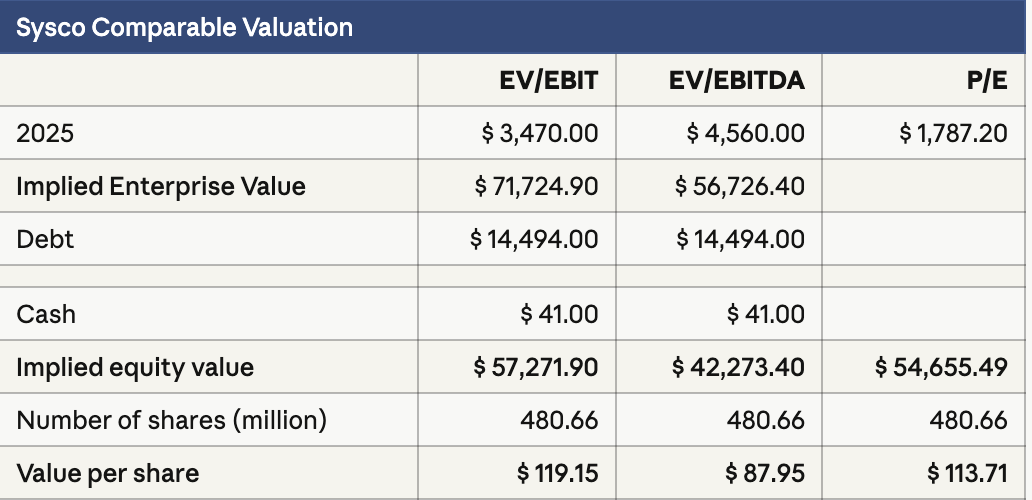 Sysco Comparable Valuation
EV/EBIT EV/EBITDA P/E
2025 $ 3,470.00 $ 4,560.00 $ 1,787.20
Implied Enterprise Value $ 71,724.90 $ 56,726.40
Debt $ 14,494.00 $ 14,494.00
Cash $ 41.00 $ 41.00
Implied equity value $ 57,271.90 $ 42,273.40 $ 54,655.49
Number of shares (million) 480.66 480.66 480.66
Value per share $ 119.15 $ 87.95 $ 113.71